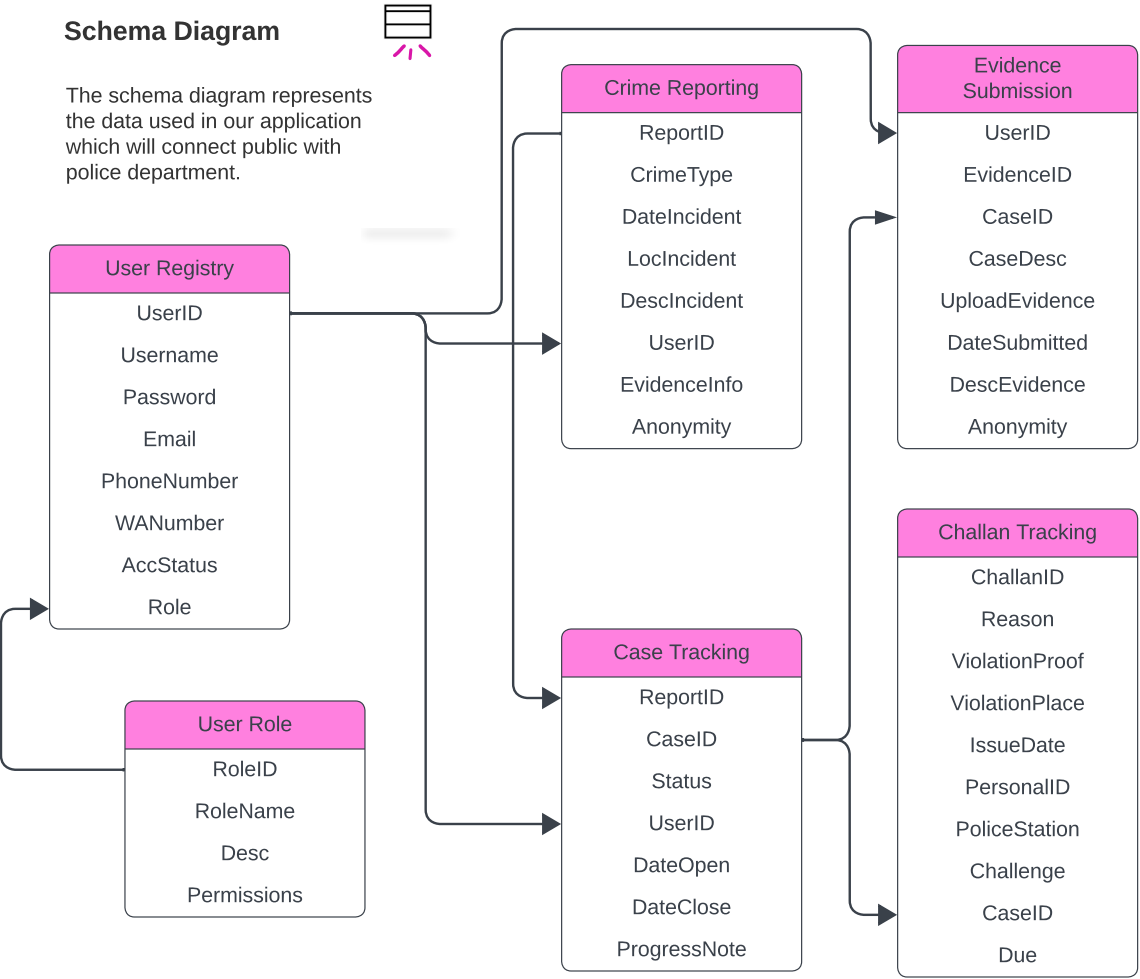 Schema Diagram
The schema diagram represents
the data used in our application
which will connect public with
police department.
User Registry
UserID
Username
Password
Email
PhoneNumber
WANumber
AccStatus
Role
User Role
RoleID
RoleName
Desc
Permissions
Crime Reporting
ReportID
CrimeType
DateIncident
LocIncident
DescIncident
UserID
EvidenceInfo
Anonymity
Case Tracking
ReportID
CaseID
Status
UserID
DateOpen
DateClose
ProgressNote
Evidence
Submission
UserID
EvidenceID
CaseID
CaseDesc
UploadEvidence
DateSubmitted
DescEvidence
Anonymity
Challan Tracking
ChallanID
Reason
ViolationProof
ViolationPlace
IssueDate
PersonalID
PoliceStation
Challenge
CaseID
Due